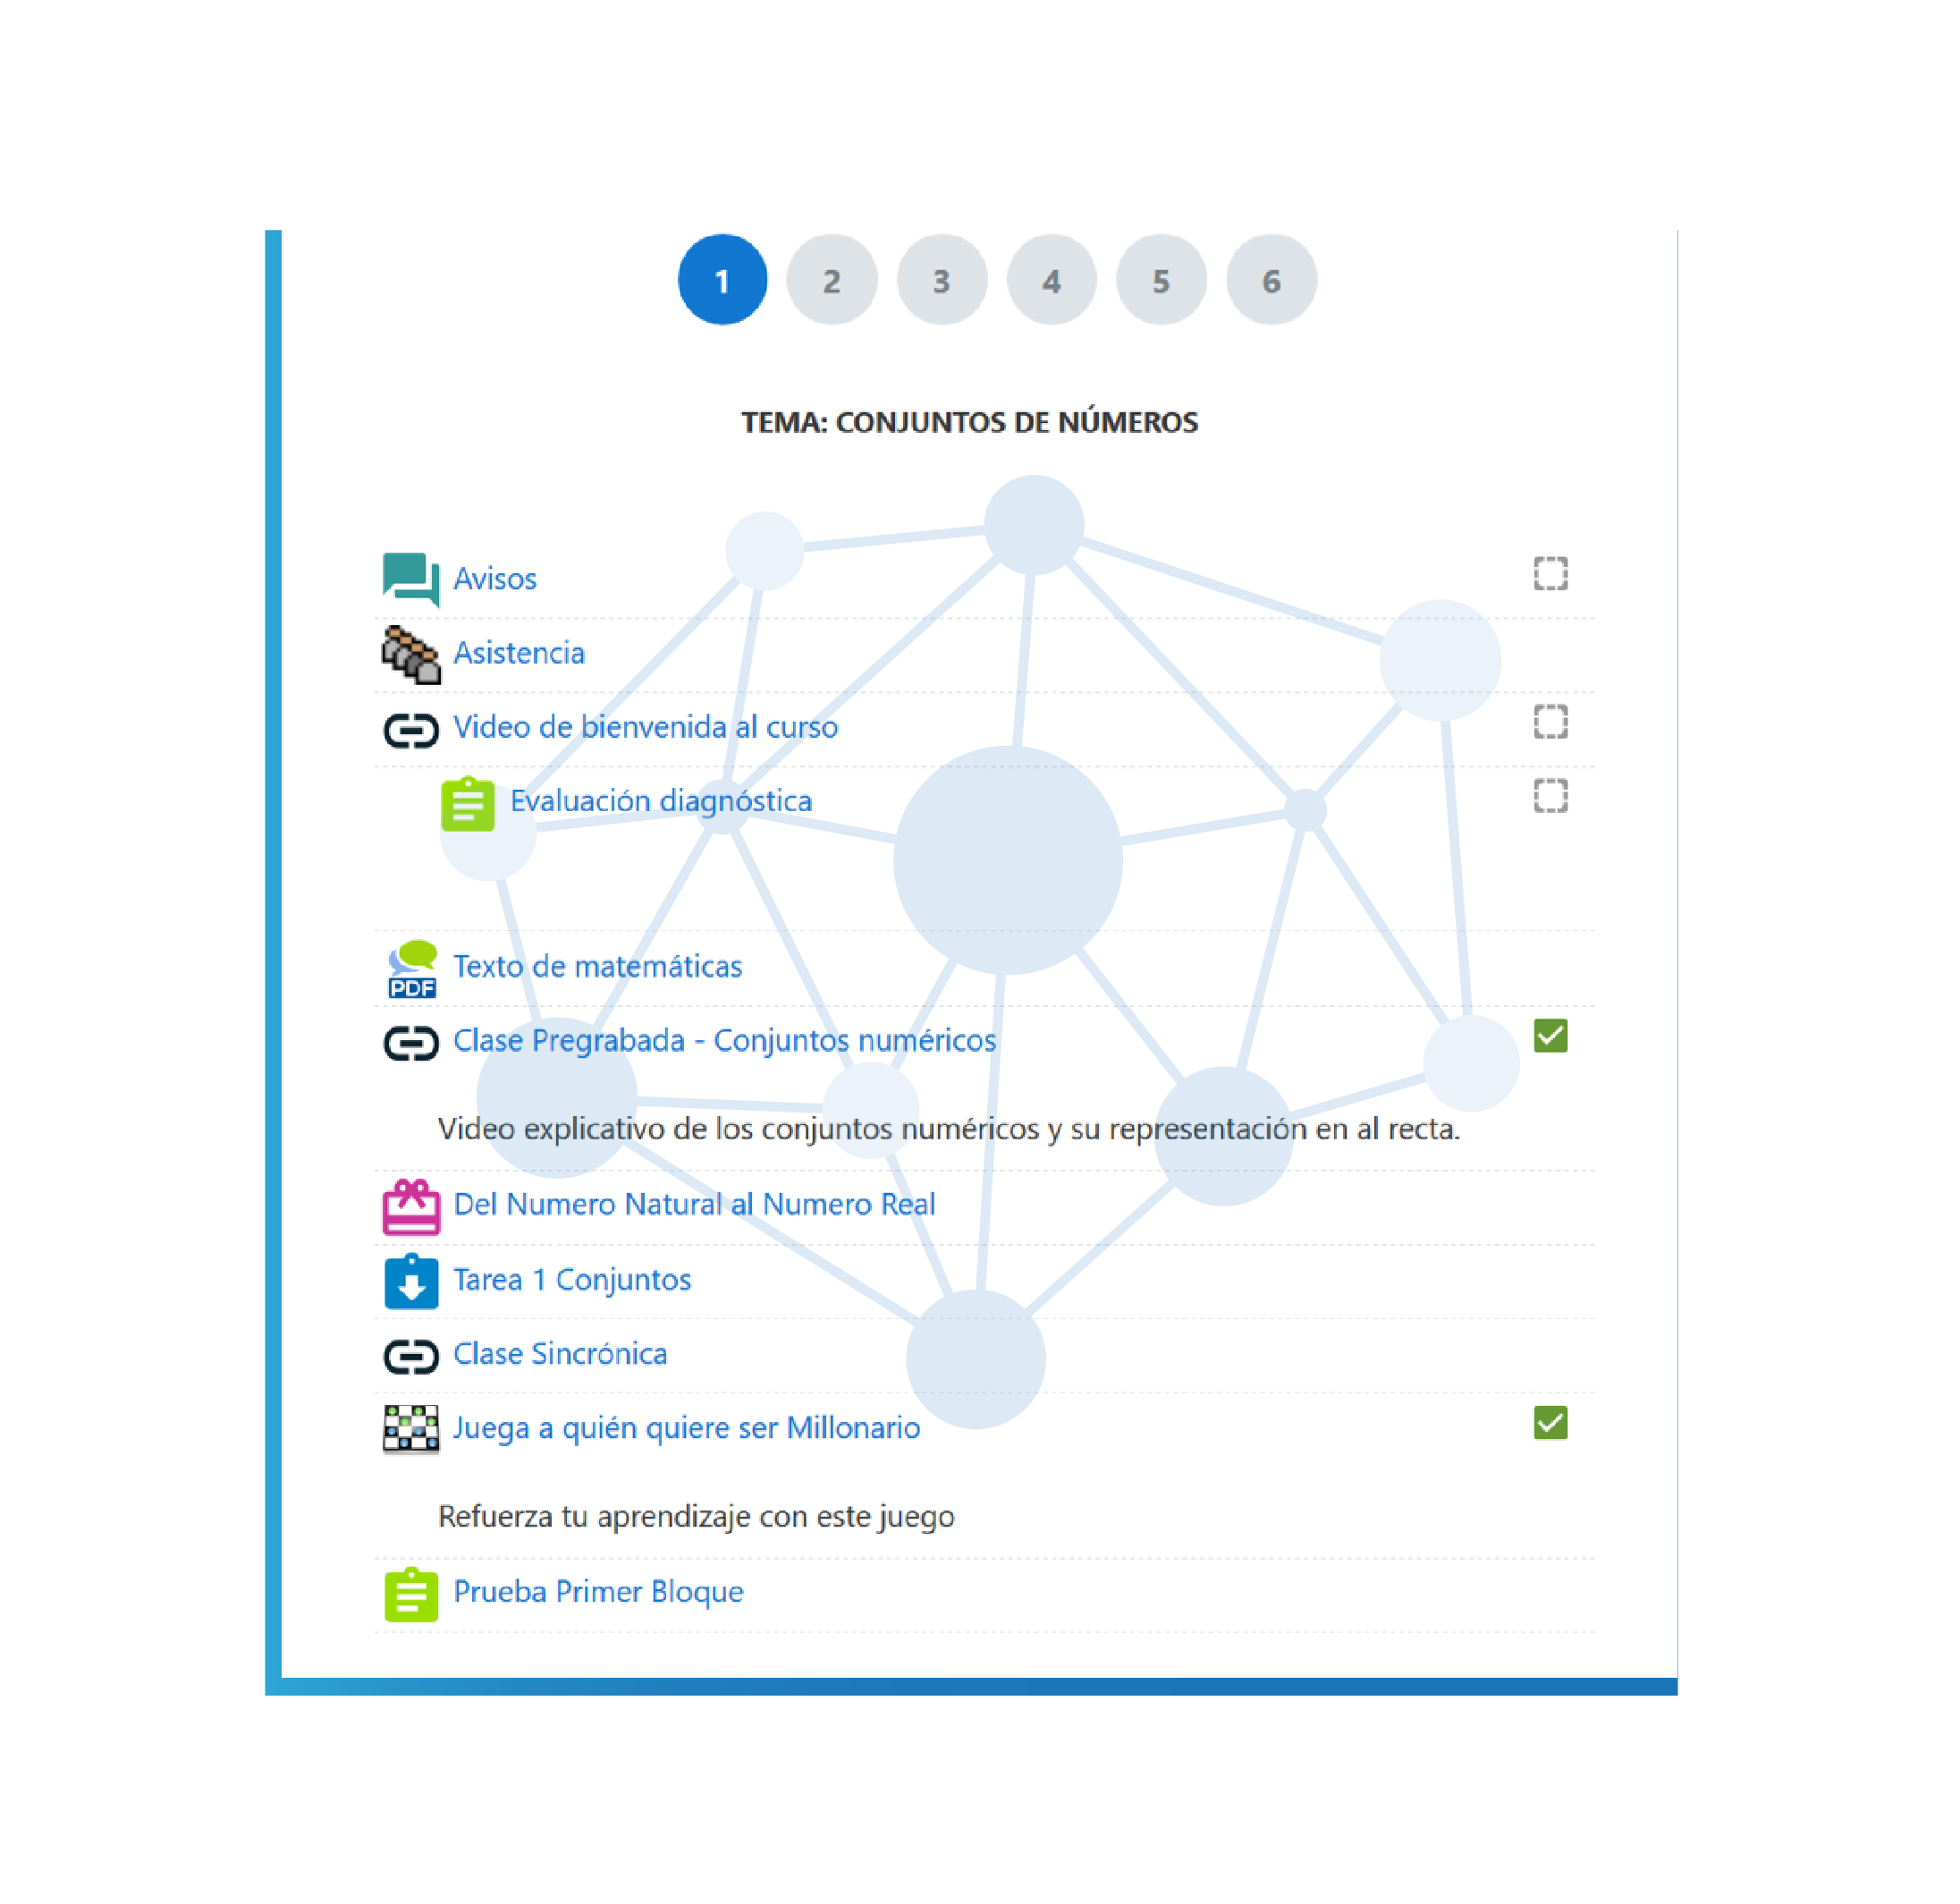 1 2 3 4 5 6
TEMA: CONJUNTOS DE NÚMEROS
Avisos
Asistencia
Video de bienvenida al curso
Evaluación diagnóstica
PDF Texto de matemáticas
Clase Pregrabada - Conjuntos numéricos
Video explicativo de los conjuntos numéricos y su representación en al recta.
Del Numero Natural al Numero Real
Tarea 1 Conjuntos
Clase Sincrónica
Juega a quién quiere ser Millonario
Refuerza tu aprendizaje con este juego
Prueba Primer Bloque